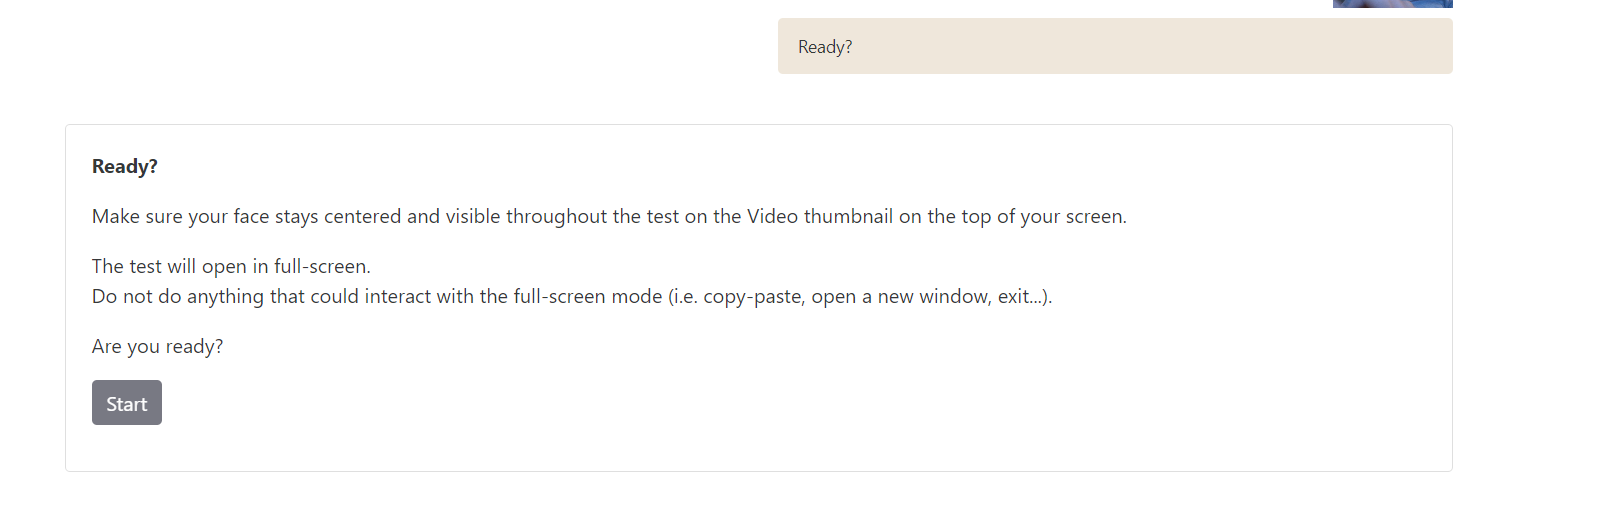 Ready?
Ready?
Make sure your face stays centered and visible throughout the test on the Video thumbnail on the top of your screen.
The test will open in full-screen.
Do not do anything that could interact with the full-screen mode (i.e. copy-paste, open a new window, exit...).
Are you ready?
Start